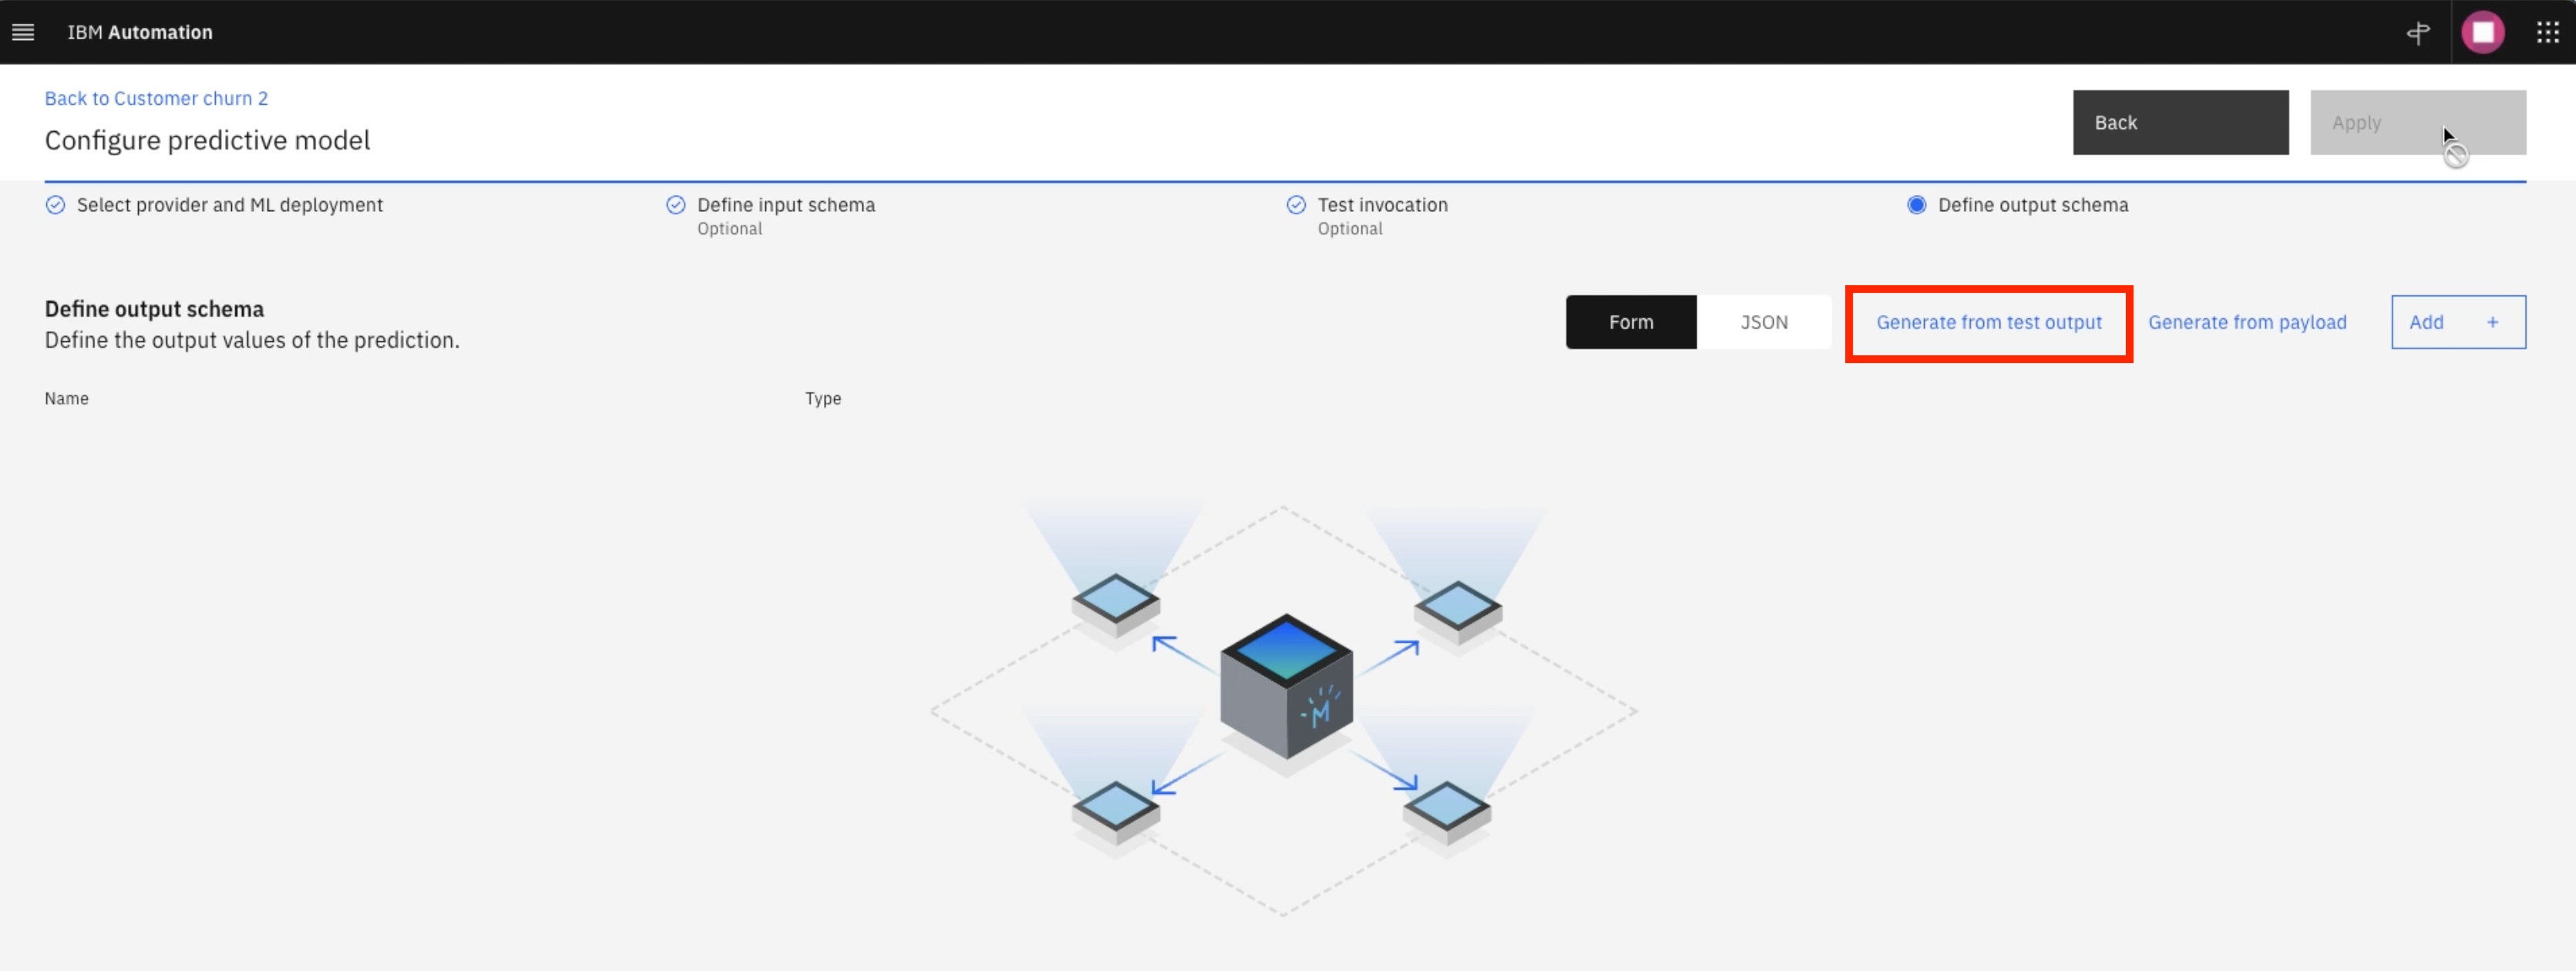 IBM Automation
Back to Customer churn 2
Configure predictive model
Back
Apply
Select provider and ML deployment
Define input schema
Optional
Test invocation
Optional
Define output schema
Define output schema
Define the output values of the prediction.
Form
JSON
Generate from test output
Generate from payload
Add +
Name
Type